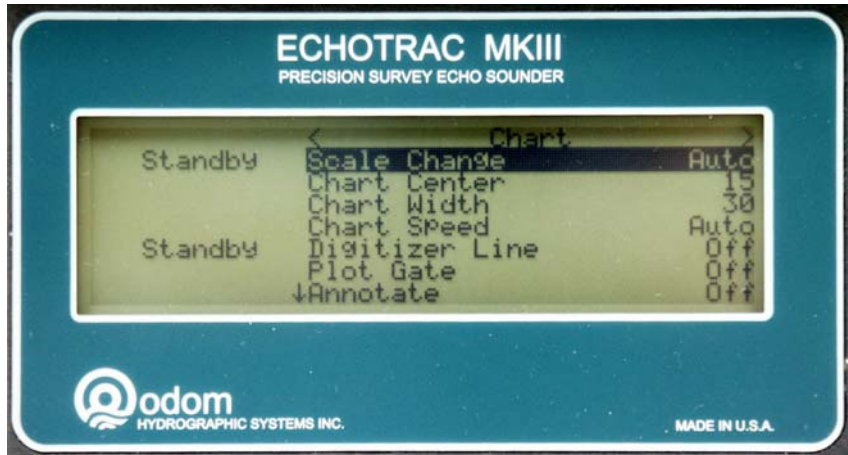 ECHOTRAC MKIII
PRECISION SURVEY ECHO SOUNDER
< Chart >
Standby Scale Change Auto
Chart Center 15
Chart Width 30
Chart Speed Auto
Standby Digitizer Line Off
Plot Gate Off
↓Annotate Off
odom
HYDROGRAPHIC SYSTEMS INC.
MADE IN U.S.A.